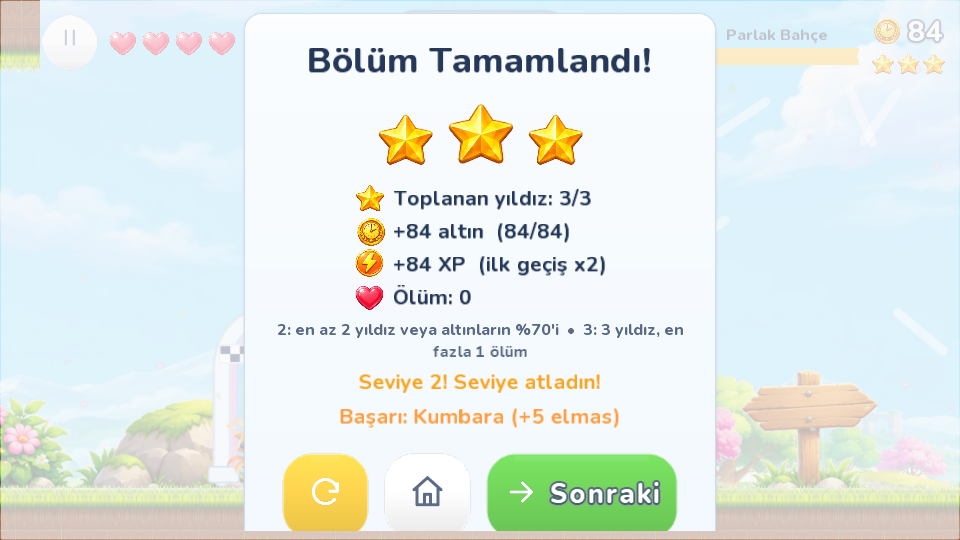 Parlak Bahçe
84
Bölüm Tamamlandı!
Toplanan yıldız: 3/3
+84 altın (84/84)
+84 XP (ilk geçiş x2)
Ölüm: 0
2: en az 2 yıldız veya altınların %70'i • 3: 3 yıldız, en
fazla 1 ölüm
Seviye 2! Seviye atladın!
Başarı: Kumbara (+5 elmas)
Sonraki